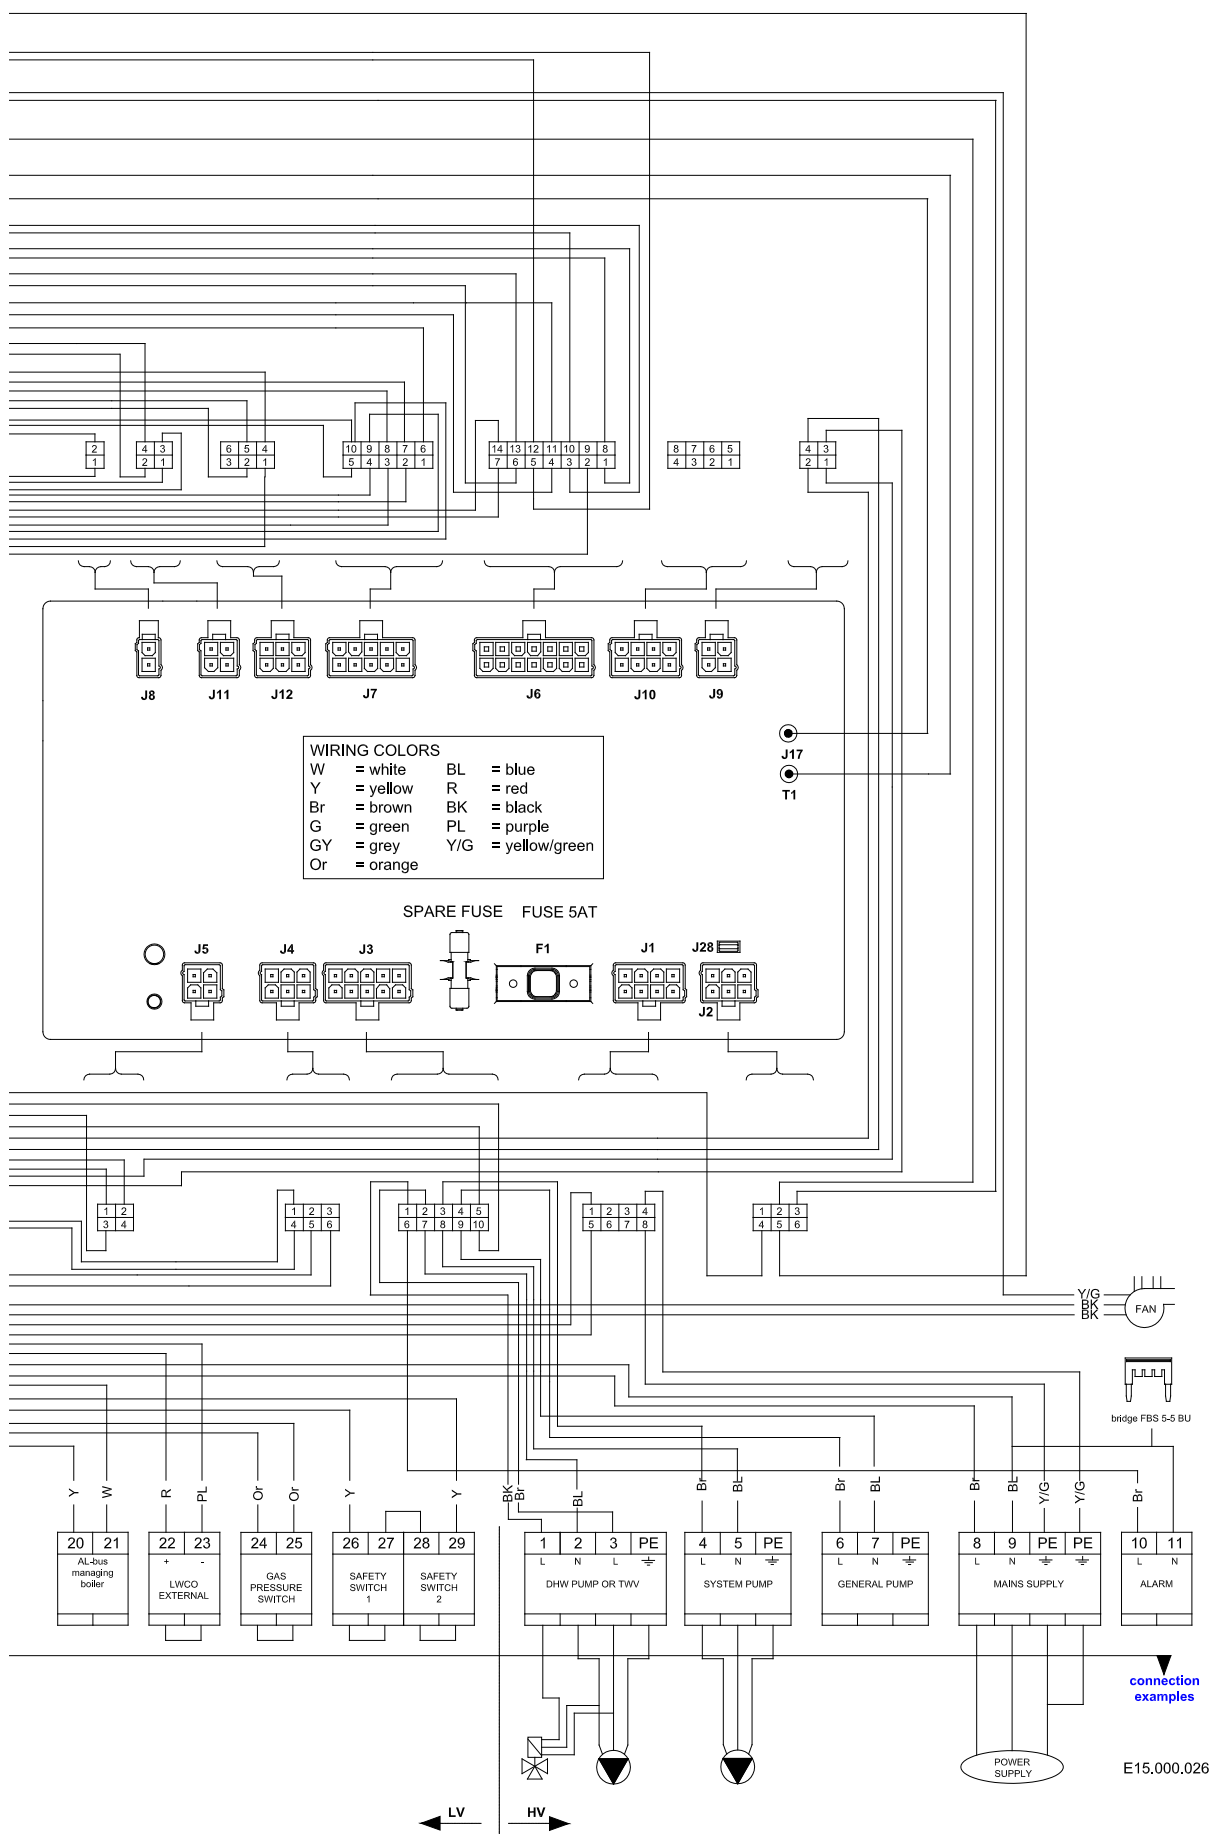 2
1
4 3
2 1
6 5 4
3 2 1
10 9 8 7 6
5 4 3 2 1
14 13 12 11 10 9 8
7 6 5 4 3 2 1
8 7 6 5
4 3 2 1
4 3
2 1
J8 J11 J12 J7 J6 J10 J9
J17
T1
WIRING COLORS
W = white BL = blue
Y = yellow R = red
Br = brown BK = black
G = green PL = purple
GY = grey Y/G = yellow/green
Or = orange
SPARE FUSE FUSE 5AT
J5 J4 J3 F1 J1 J28
J2
1 2
3 4
1 2 3
4 5 6
1 2 3 4 5
6 7 8 9 10
1 2 3 4
5 6 7 8
1 2 3
4 5 6
Y/G
BK
BK
FAN
bridge FBS 5-5 BU
Y W R PL Or Or Y Y BK Br BL Br BL Br BL Br BL Y/G Y/G Br
20 21
AL-bus
managing
boiler
22 23
+ -
LWCO
EXTERNAL
24 25
GAS
PRESSURE
SWITCH
26 27 28 29
SAFETY
SWITCH
1
SAFETY
SWITCH
2
1 2 3 PE
L N L
DHW PUMP OR TWV
4 5 PE
L N
SYSTEM PUMP
6 7 PE
L N
GENERAL PUMP
8 9 PE PE
L N
MAINS SUPPLY
10 11
L N
ALARM
connection
examples
POWER
SUPPLY
E15.000.026
LV HV